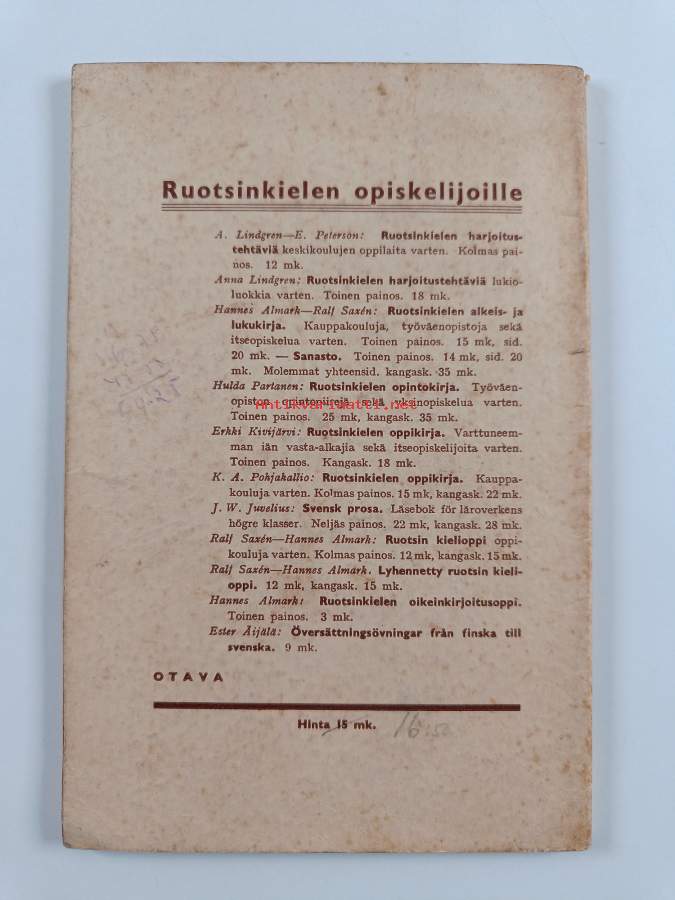 Ruotsinkielen opiskelijoille
A. Lindgren—E. Peterson: Ruotsinkielen harjoitus-
tehtäviä keskikoulujen oppilaita varten. Kolmas pai-
nos. 12 mk.
Anna Lindgren: Ruotsinkielen harjoitustehtäviä lukio-
luokkia varten. Toinen painos. 18 mk.
Hannes Almark—Ralf Saxén: Ruotsinkielen alkeis- ja
lukukirja. Kauppakouluja, työväenopistoja sekä
itseopiskelua varten. Toinen painos. 15 mk, sid.
20 mk. — Sanasto. Toinen painos. 14 mk, sid. 20
mk. Molemmat yhteensid. kangask. 35 mk.
Hulda Partanen: Ruotsinkielen opintokirja. Työväen-
opiston, opintopiirejä sekä yksinopiskelua varten.
antikvariaatti.net
Toinen painos. 25 mk, kangask. 35 mk.
Erkki Kivijärvi: Ruotsinkielen oppikirja. Varttuneem-
man iän vasta-alkajia sekä itseopiskelijoita varten.
Toinen painos. Kangask. 18 mk.
K. A. Pohjakallio: Ruotsinkielen oppikirja. Kauppa-
kouluja varten. Kolmas painos. 15 mk, kangask. 22 mk.
J. W. Juvelius: Svensk prosa. Läsebok för läroverkens
högre klasser. Neljäs painos. 22 mk, kangask. 28 mk.
Ralf Saxén—Hannes Almark: Ruotsin kielioppi oppi-
kouluja varten. Kolmas painos. 12 mk, kangask. 15 mk.
Ralf Saxén—Hannes Almark. Lyhennetty ruotsin kieli-
oppi. 12 mk, kangask. 15 mk.
Hannes Almark: Ruotsinkielen oikeinkirjoitusoppi.
Toinen painos. 3 mk.
Ester Äijälä: Översättningsövningar från finska till
svenska. 9 mk.
OTAVA
Hinta 15 mk. 16:50